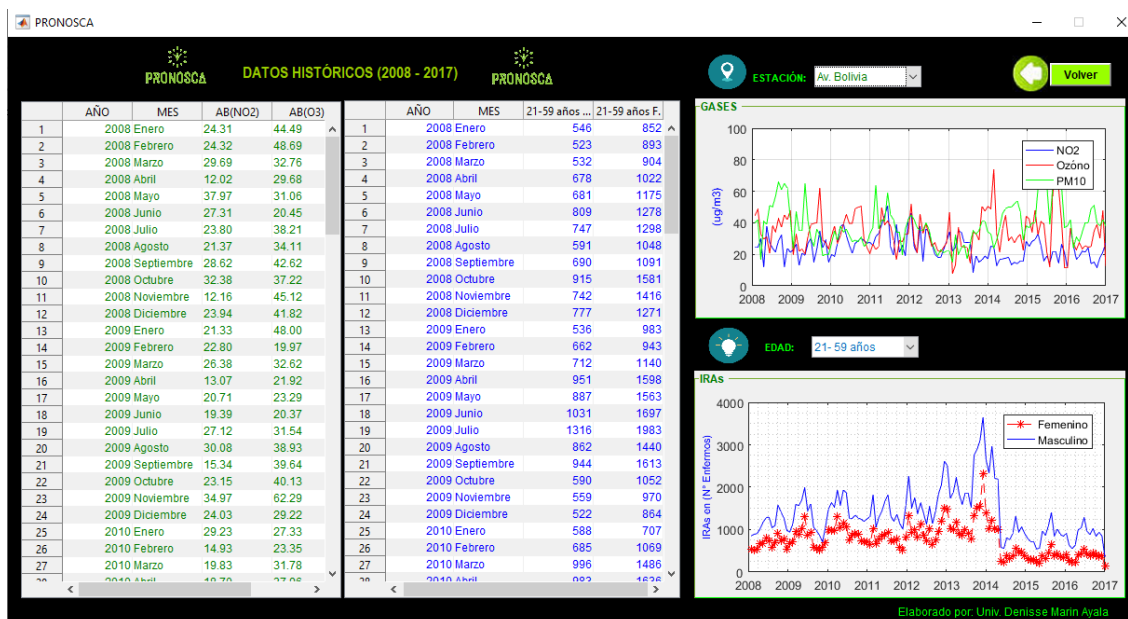 PRONOSCA
PRONOSCA
DATOS HISTÓRICOS (2008 - 2017)
PRONOSCA
AÑO MES AB(NO2) AB(O3)
1 2008 Enero 24.31 44.49
2 2008 Febrero 24.32 48.69
3 2008 Marzo 29.69 32.76
4 2008 Abril 12.02 29.68
5 2008 Mayo 37.97 31.06
6 2008 Junio 27.31 20.45
7 2008 Julio 23.80 38.21
8 2008 Agosto 21.37 34.11
9 2008 Septiembre 28.62 42.62
10 2008 Octubre 32.38 37.22
11 2008 Noviembre 12.16 45.12
12 2008 Diciembre 23.94 41.82
13 2009 Enero 21.33 48.00
14 2009 Febrero 22.80 19.97
15 2009 Marzo 26.38 32.62
16 2009 Abril 13.07 21.92
17 2009 Mayo 20.71 23.29
18 2009 Junio 19.39 20.37
19 2009 Julio 27.12 31.54
20 2009 Agosto 30.08 38.93
21 2009 Septiembre 15.34 39.64
22 2009 Octubre 23.15 40.13
23 2009 Noviembre 34.97 62.29
24 2009 Diciembre 24.03 29.22
25 2010 Enero 29.23 27.33
26 2010 Febrero 14.93 23.35
27 2010 Marzo 19.83 31.78
AÑO MES 21-59 años ... 21-59 años F.
1 2008 Enero 546 852
2 2008 Febrero 523 893
3 2008 Marzo 532 904
4 2008 Abril 678 1022
5 2008 Mayo 681 1175
6 2008 Junio 809 1278
7 2008 Julio 747 1298
8 2008 Agosto 591 1048
9 2008 Septiembre 690 1091
10 2008 Octubre 915 1581
11 2008 Noviembre 742 1416
12 2008 Diciembre 777 1271
13 2009 Enero 536 983
14 2009 Febrero 662 943
15 2009 Marzo 712 1140
16 2009 Abril 951 1598
17 2009 Mayo 887 1563
18 2009 Junio 1031 1697
19 2009 Julio 1316 1983
20 2009 Agosto 862 1440
21 2009 Septiembre 944 1613
22 2009 Octubre 590 1052
23 2009 Noviembre 559 970
24 2009 Diciembre 522 864
25 2010 Enero 588 707
26 2010 Febrero 685 1069
27 2010 Marzo 996 1486
ESTACIÓN: Av. Bolivia
Volver
GASES
(ug/m3)
100
80
60
40
20
0
NO2
Ozóno
PM10
2008 2009 2010 2011 2012 2013 2014 2015 2016 2017
EDAD: 21- 59 años
IRAs
IRAs en (N° Enfermos)
4000
3000
2000
1000
0
Femenino
Masculino
2008 2009 2010 2011 2012 2013 2014 2015 2016 2017
Elaborado por: Univ. Denisse Marin Ayala